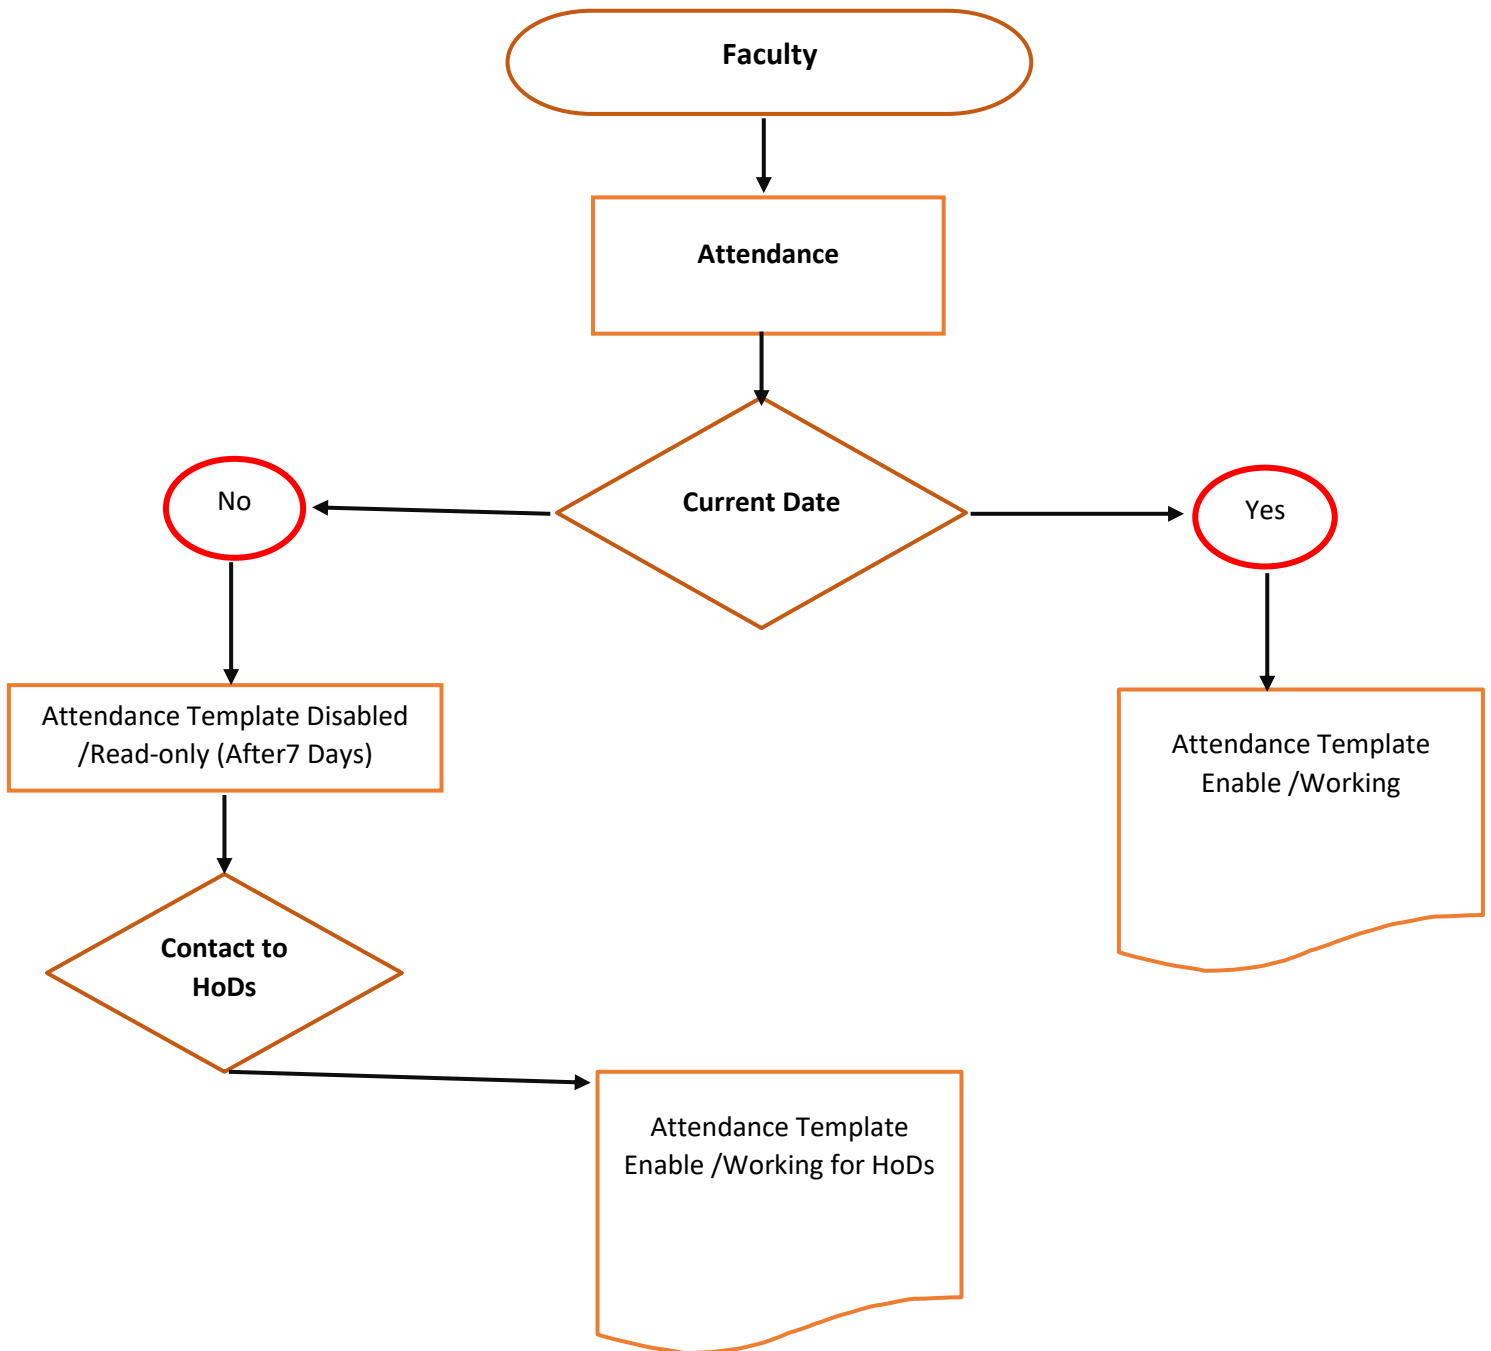 Faculty
Attendance
Current Date
No
Yes
Attendance Template Disabled
/Read-only (After7 Days)
Attendance Template
Enable /Working
Contact to
HoDs
Attendance Template
Enable /Working for HoDs